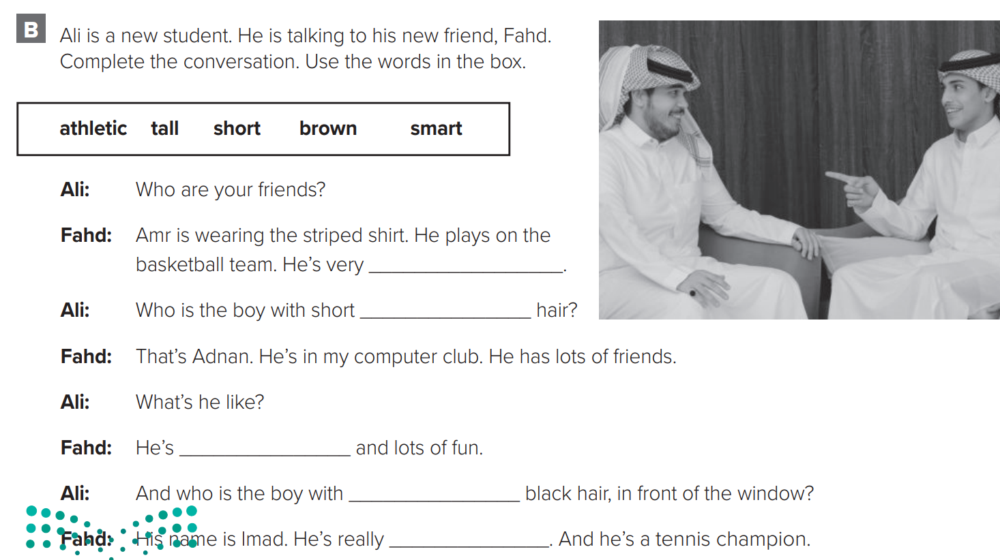 B
Ali is a new student. He is talking to his new friend, Fahd.
Complete the conversation. Use the words in the box.
athletic tall short brown smart
Ali: Who are your friends?
Fahd: Amr is wearing the striped shirt. He plays on the
basketball team. He's very ____________________.
Ali: Who is the boy with short __________________ hair?
Fahd: That's Adnan. He's in my computer club. He has lots of friends.
Ali: What's he like?
Fahd: He's __________________ and lots of fun.
Ali: And who is the boy with __________________ black hair, in front of the window?
Fahd: His name is Imad. He's really _________________. And he's a tennis champion.